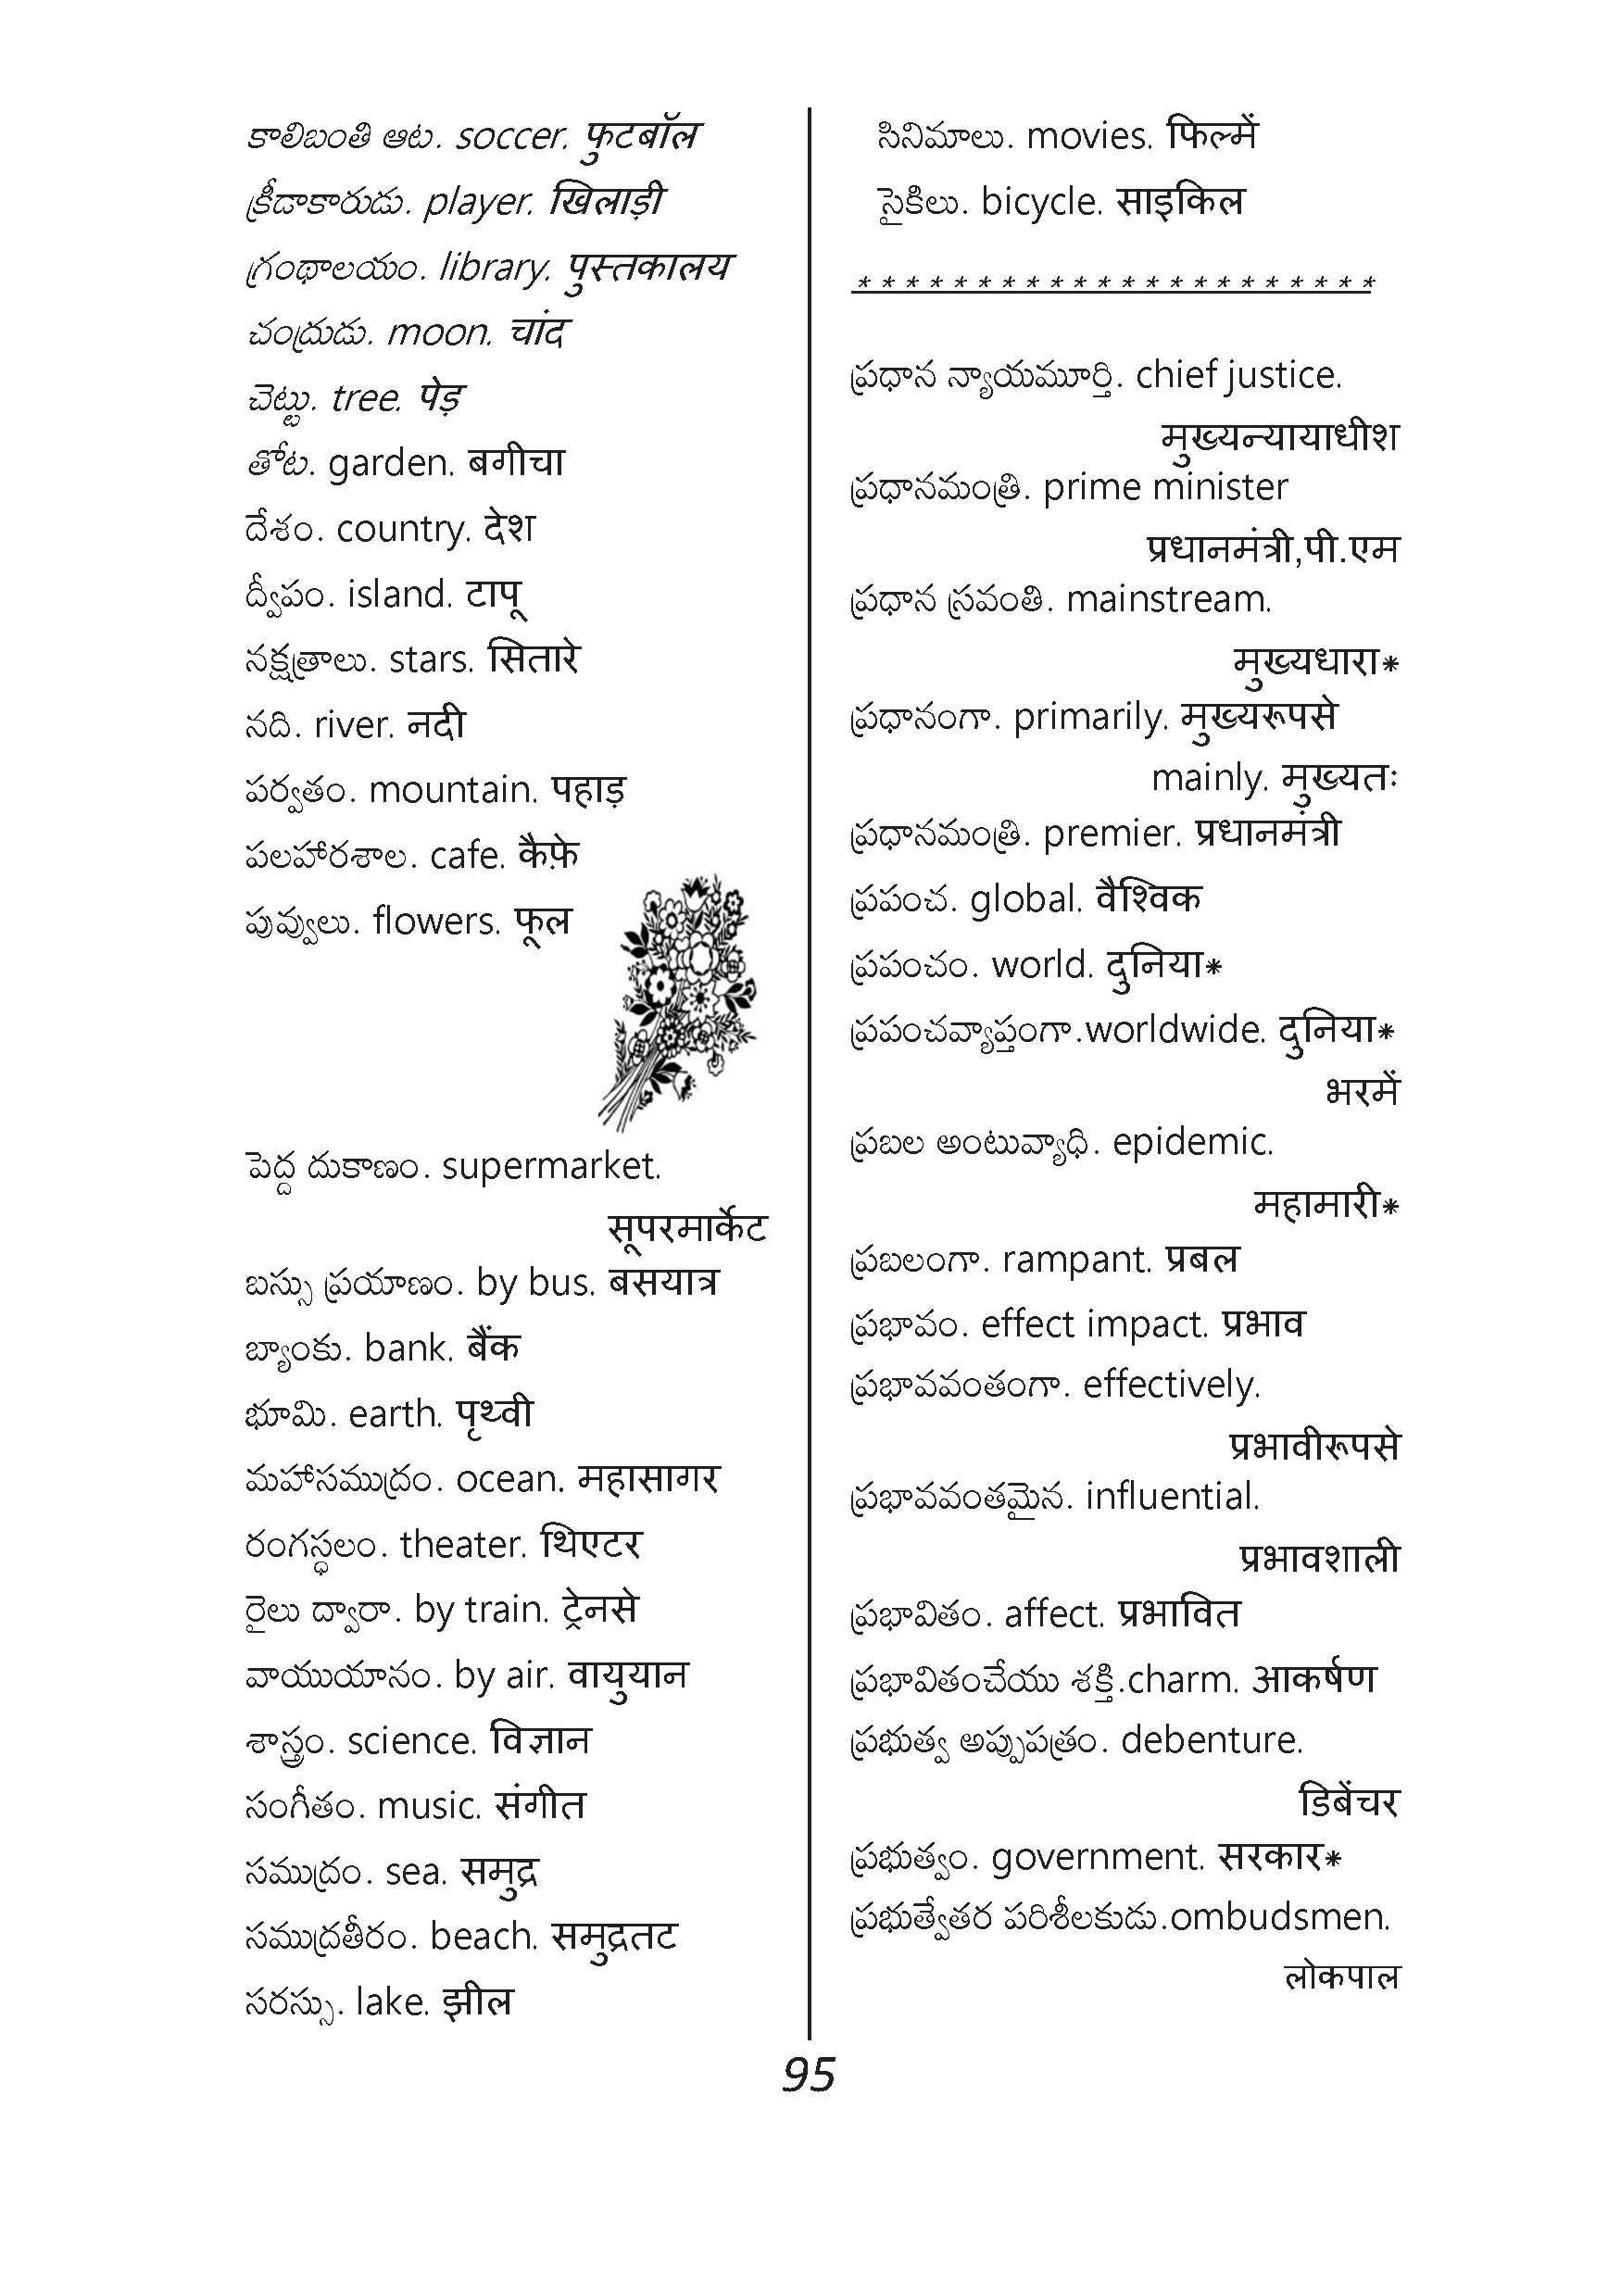 కాలిబంతి ఆట. soccer. फुटबॉल
క్రీడాకారుడు. player. खिलाड़ी
గ్రంథాలయం. library. पुस्तकालय
చంద్రుడు. moon. चांद
చెట్టు. tree. पेड़
తోట. garden. बगीचा
దేశం. country. देश
ద్వీపం. island. टापू
నక్షత్రాలు. stars. सितारे
నది. river. नदी
పర్వతం. mountain. पहाड़
పలహారశాల. cafe. कैफ़े
పువ్వులు. flowers. फूल
పెద్ద దుకాణం. supermarket.
सूपरमार्केट
బస్సు ప్రయాణం. by bus. बसयात्र
బ్యాంకు. bank. बैंक
భూమి. earth. पृथ्वी
మహాసముద్రం. ocean. महासागर
రంగస్ధలం. theater. थिएटर
రైలు ద్వారా. by train. ट्रेनसे
వాయుయానం. by air. वायुयान
శాస్త్రం. science. विज्ञान
సంగీతం. music. संगीत
సముద్రం. sea. समुद्र
సముద్రతీరం. beach. समुद्रतट
సరస్సు. lake. झील
సినిమాలు. movies. फिल्में
సైకిలు. bicycle. साइकिल
* * * * * * * * * * * * * * * * * * * * * *
ప్రధాన న్యాయమూర్తి. chief justice.
मुख्यन्यायाधीश
ప్రధానమంత్రి. prime minister
प्रधानमंत्री,पी.एम
ప్రధాన స్రవంతి. mainstream.
मुख्यधारा*
ప్రధానంగా. primarily. मुख्यरूपसे
mainly. मुख्यतः
ప్రధానమంత్రి. premier. प्रधानमंत्री
ప్రపంచ. global. वैश्विक
ప్రపంచం. world. दुनिया*
ప్రపంచవ్యాప్తంగా.worldwide. दुनिया*
भरमें
ప్రబల అంటువ్యాధి. epidemic.
महामारी*
ప్రబలంగా. rampant. प्रबल
ప్రభావం. effect impact. प्रभाव
ప్రభావవంతంగా. effectively.
प्रभावीरूपसे
ప్రభావవంతమైన. influential.
प्रभावशाली
ప్రభావితం. affect. प्रभावित
ప్రభావితంచేయు శక్తి.charm. आकर्षण
ప్రభుత్వ అప్పుపత్రం. debenture.
डिबेंचर
ప్రభుత్వం. government. सरकार*
ప్రభుత్వేతర పరిశీలకుడు.ombudsmen.
लोकपाल
95